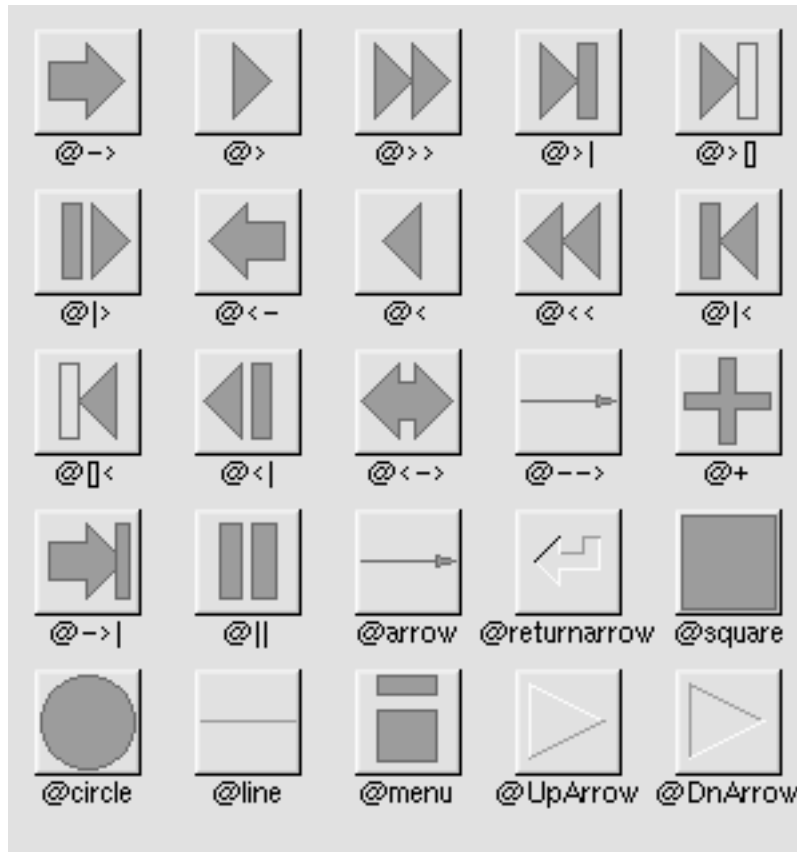 @-> @> @>> @>| @>[]
@|> @<- @< @<< @|<
@[]< @<| @<-> @--> @+
@->| @|| @arrow @returnarrow @square
@circle @line @menu @UpArrow @DnArrow